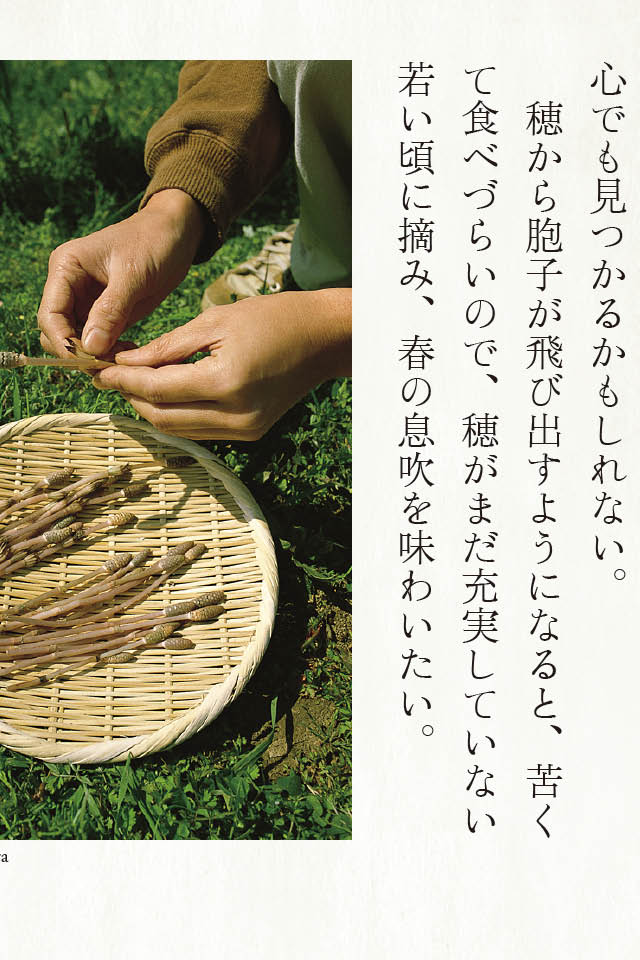 心でも見つかるかもしれない。
穂から胞子が飛び出すようになると、苦く
て食べづらいので、穂がまだ充実していない
若い頃に摘み、春の息吹を味わいたい。
ra